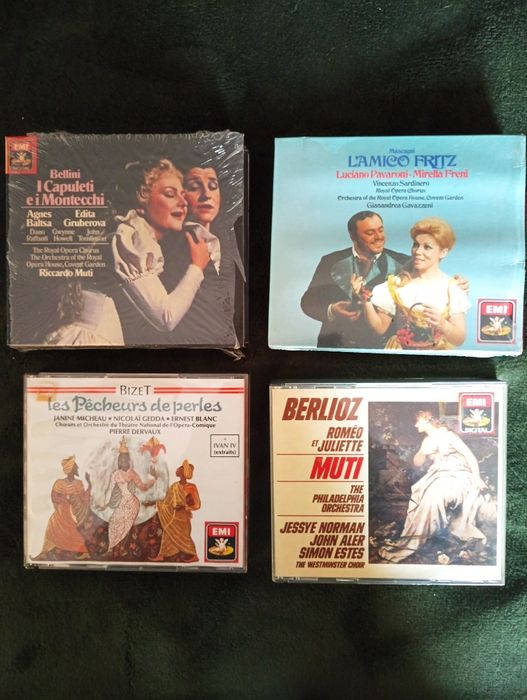 EMI
Bellini
I Capuleti
e i Montecchi
Agnes Edita
Baltsa Gruberova
Dano Gwynne John
Raffanti Howell Tomlinson
The Royal Opera Chorus
The Orchestra of the Royal
Opera House, Covent Garden
Riccardo Muti
Mascagni
L'AMICO FRITZ
Luciano Pavarotti · Mirella Freni
Vincenzo Sardinero
Royal Opera Chorus
Orchestra of the Royal Opera House, Covent Garden
Gianandrea Gavazzeni
EMI
BIZET
les Pêcheurs de perles
JANINE MICHEAU • NICOLAÏ GEDDA • ERNEST BLANC
Chœurs et Orchestre du Théâtre National de l'Opéra-Comique
PIERRE DERVAUX
+
IVAN IV
(extraits)
EMI
BERLIOZ
ROMÉO
ET
JULIETTE
MUTI
THE
PHILADELPHIA
ORCHESTRA
JESSYE NORMAN
JOHN ALER
SIMON ESTES
THE WESTMINSTER CHOIR
EMI
DIGITAL